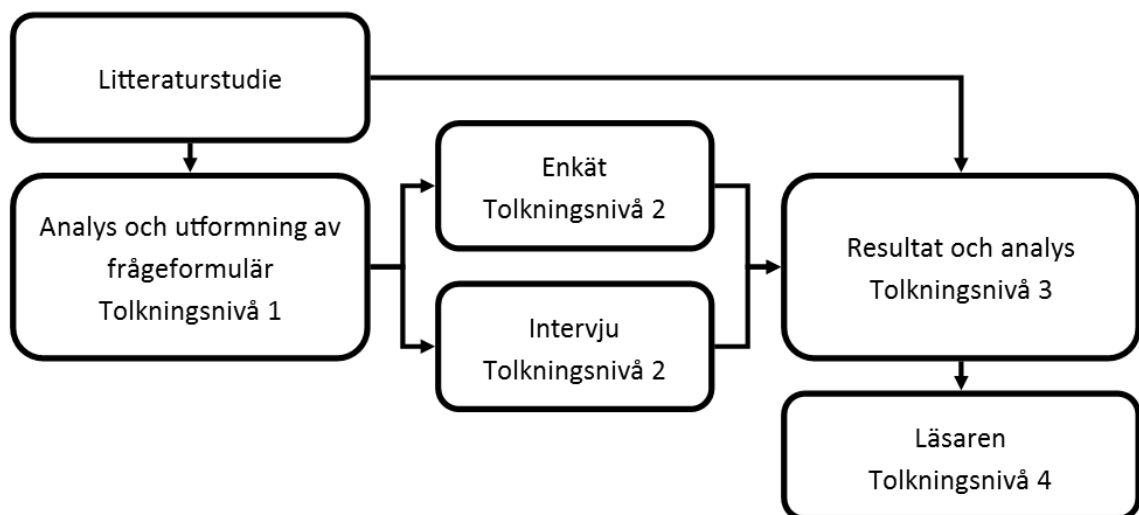 Litteraturstudie
Analys och utformning av
frågeformulär
Tolkningsnivå 1
Enkät
Tolkningsnivå 2
Intervju
Tolkningsnivå 2
Resultat och analys
Tolkningsnivå 3
Läsaren
Tolkningsnivå 4